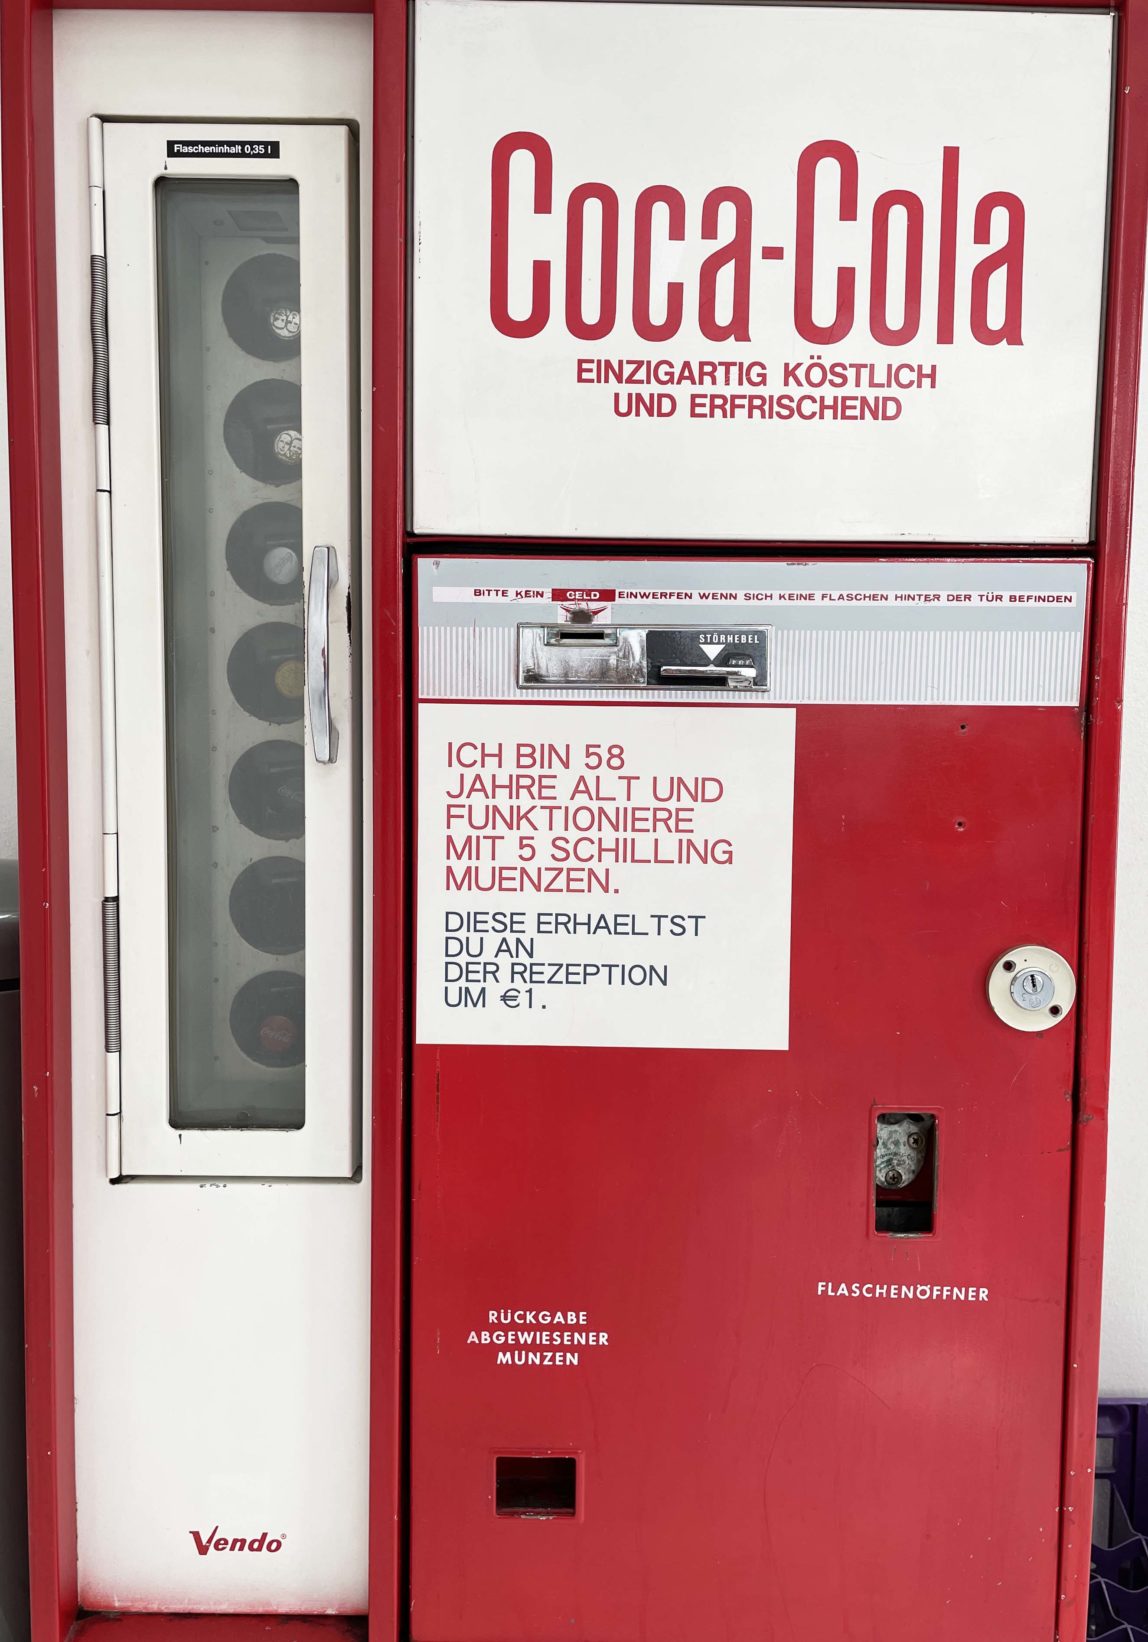 Flascheninhalt 0,35 l
Coca-Cola
EINZIGARTIG KÖSTLICH
UND ERFRISCHEND
BITTE KEIN GELD EINWERFEN WENN SICH KEINE FLASCHEN HINTER DER TÜR BEFINDEN
STÖRHEBEL
ICH BIN 58
JAHRE ALT UND
FUNKTIONIERE
MIT 5 SCHILLING
MUENZEN.
DIESE ERHAELTST
DU AN
DER REZEPTION
UM €1.
FLASCHENÖFFNER
RÜCKGABE
ABGEWIESENER
MÜNZEN
Vendo®